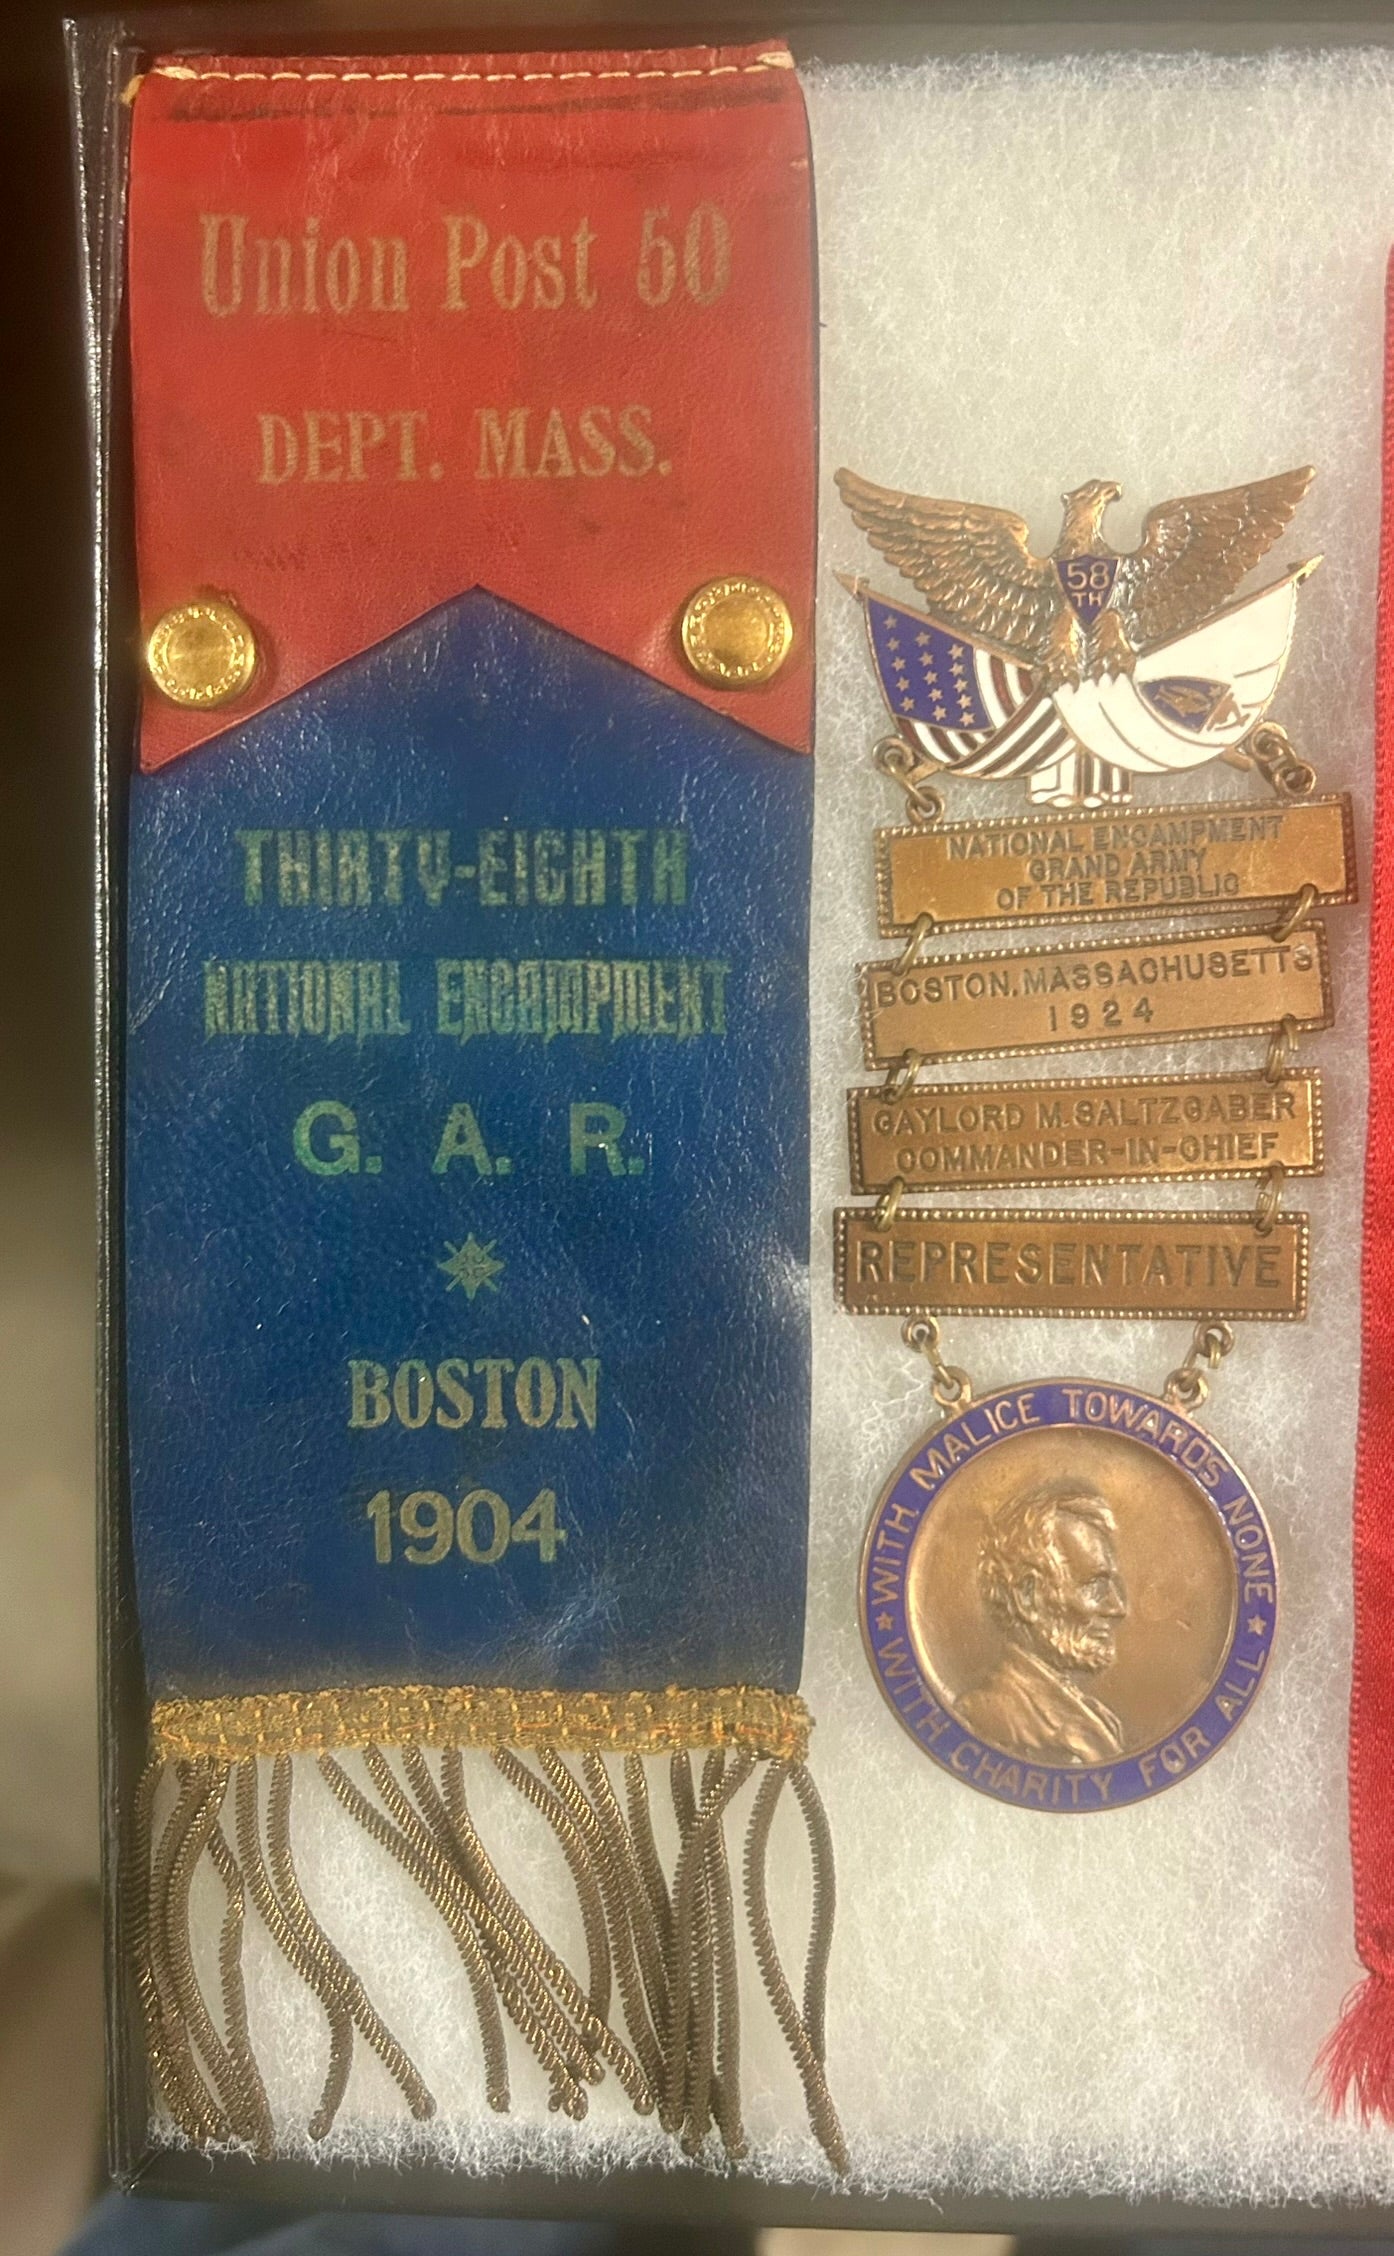 Union Post 50
DEPT. MASS.
THIRTY-EIGHTH
NATIONAL ENCAMPMENT
G. A. R.
BOSTON
1904
58
TH
NATIONAL ENCAMPMENT
GRAND ARMY
OF THE REPUBLIC
BOSTON, MASSACHUSETTS
1924
GAYLORD M. SALTZGABER
COMMANDER-IN-CHIEF
REPRESENTATIVE
WITH MALICE TOWARDS NONE
WITH CHARITY FOR ALL